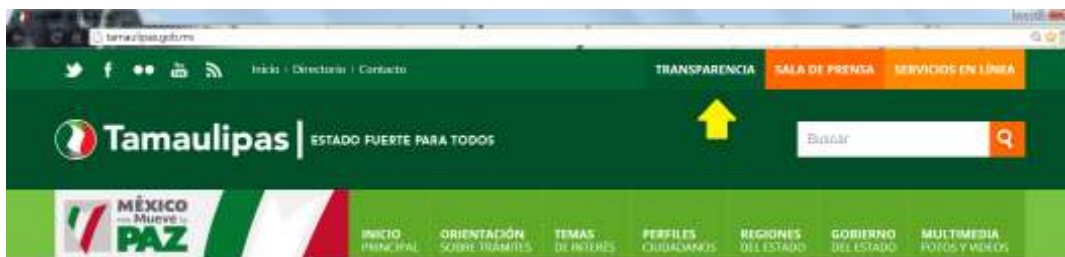 tamaulipas.gob.mx
Inicio | Directorio | Contacto
TRANSPARENCIA
SALA DE PRENSA
SERVICIOS EN LÍNEA
Tamaulipas | ESTADO FUERTE PARA TODOS
Buscar
MÉXICO
Mueve
PAZ
INICIO
PRINCIPAL
ORIENTACIÓN
SOBRE TRÁMITES
TEMAS
DE INTERÉS
PERFILES
CIUDADANOS
REGIONES
DEL ESTADO
GOBIERNO
DEL ESTADO
MULTIMEDIA
FOTOS Y VIDEOS